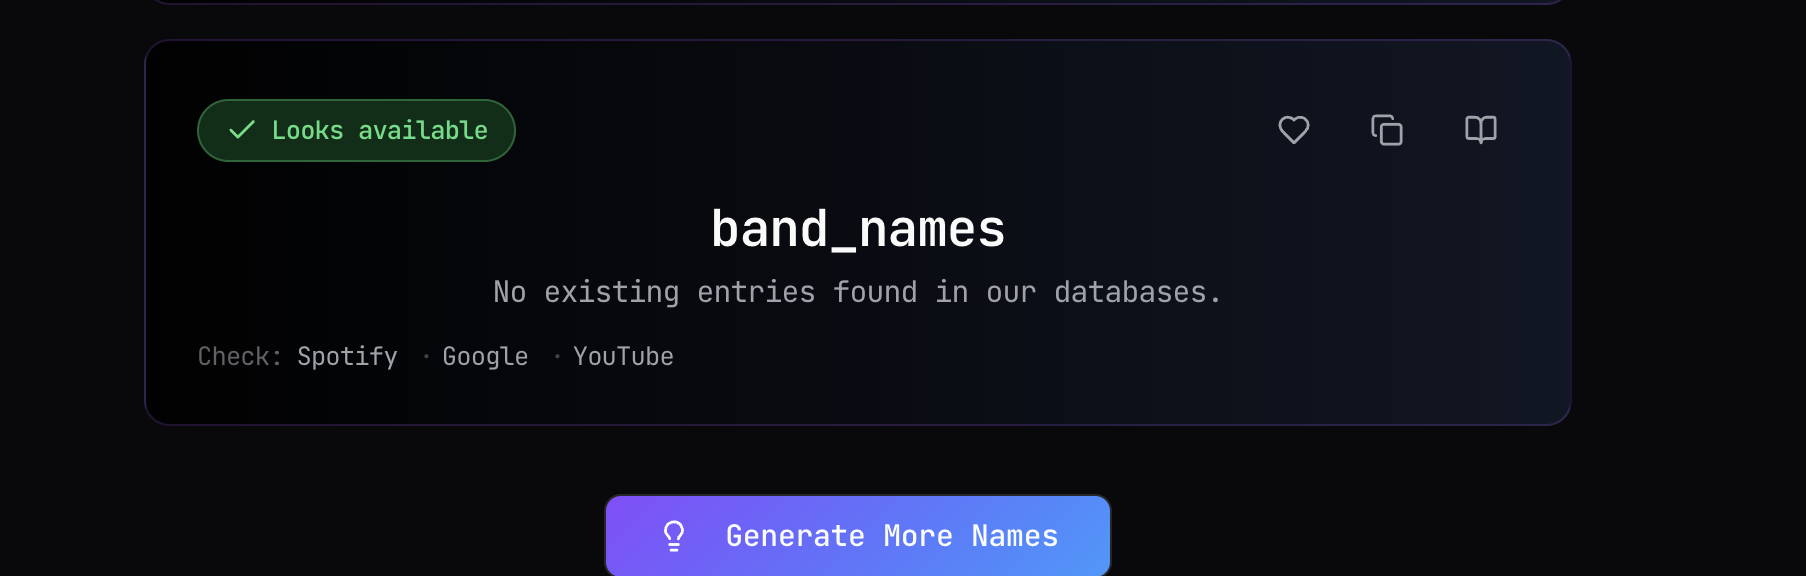 Looks available
band_names
No existing entries found in our databases.
Check: Spotify · Google · YouTube
Generate More Names